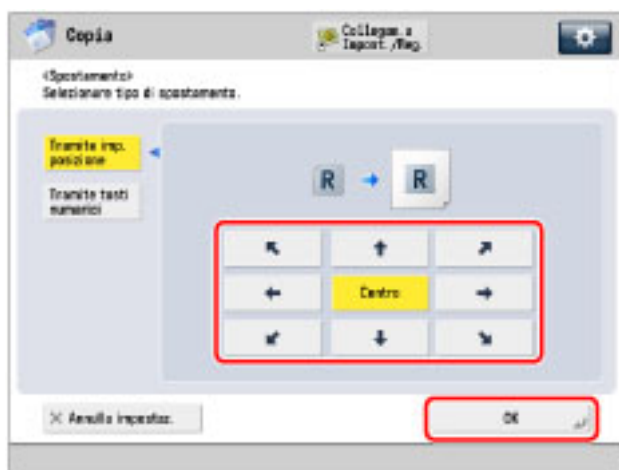 Copia
Collegam.a
Impost./Reg.
<Spostamento>
Selezionare tipo di spostamento.
Tramite imp.
posizione
Tramite tasti
numerici
R
R
Centro
Annulla impostaz.
OK